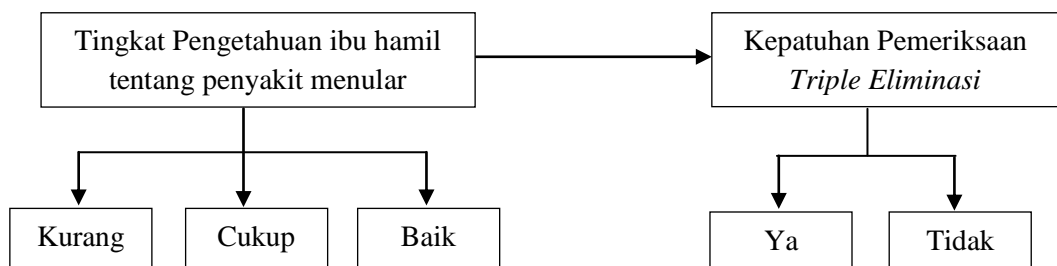 Tingkat Pengetahuan ibu hamil
tentang penyakit menular
Kepatuhan Pemeriksaan
Triple Eliminasi
Kurang
Cukup
Baik
Ya
Tidak